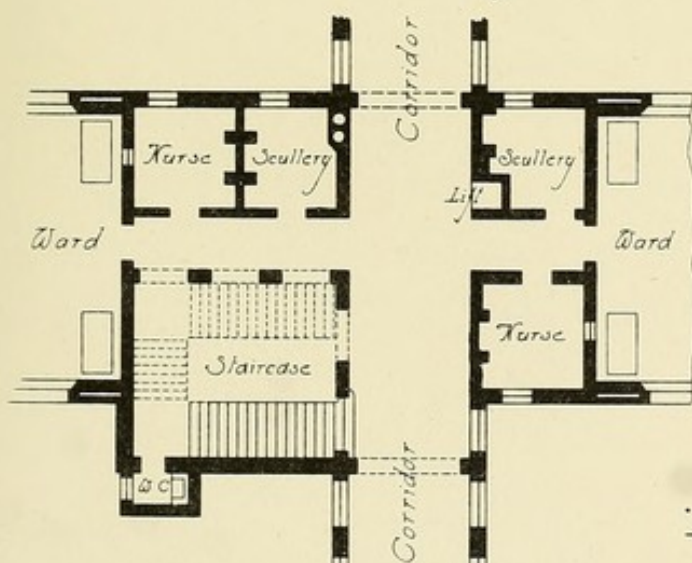 Corridor
Nurse
Scullery
Scullery
Lift
Ward
Ward
Staircase
Nurse
W C
Corridor